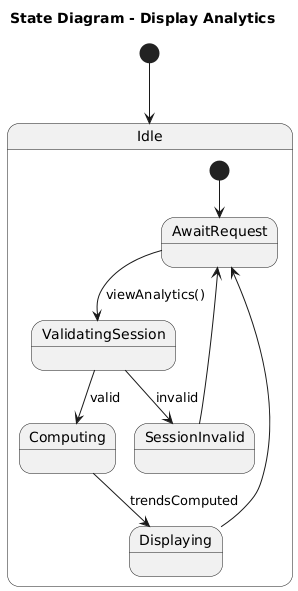 State Diagram - Display Analytics
Idle
AwaitRequest
viewAnalytics()
ValidatingSession
valid
invalid
Computing
SessionInvalid
trendsComputed
Displaying